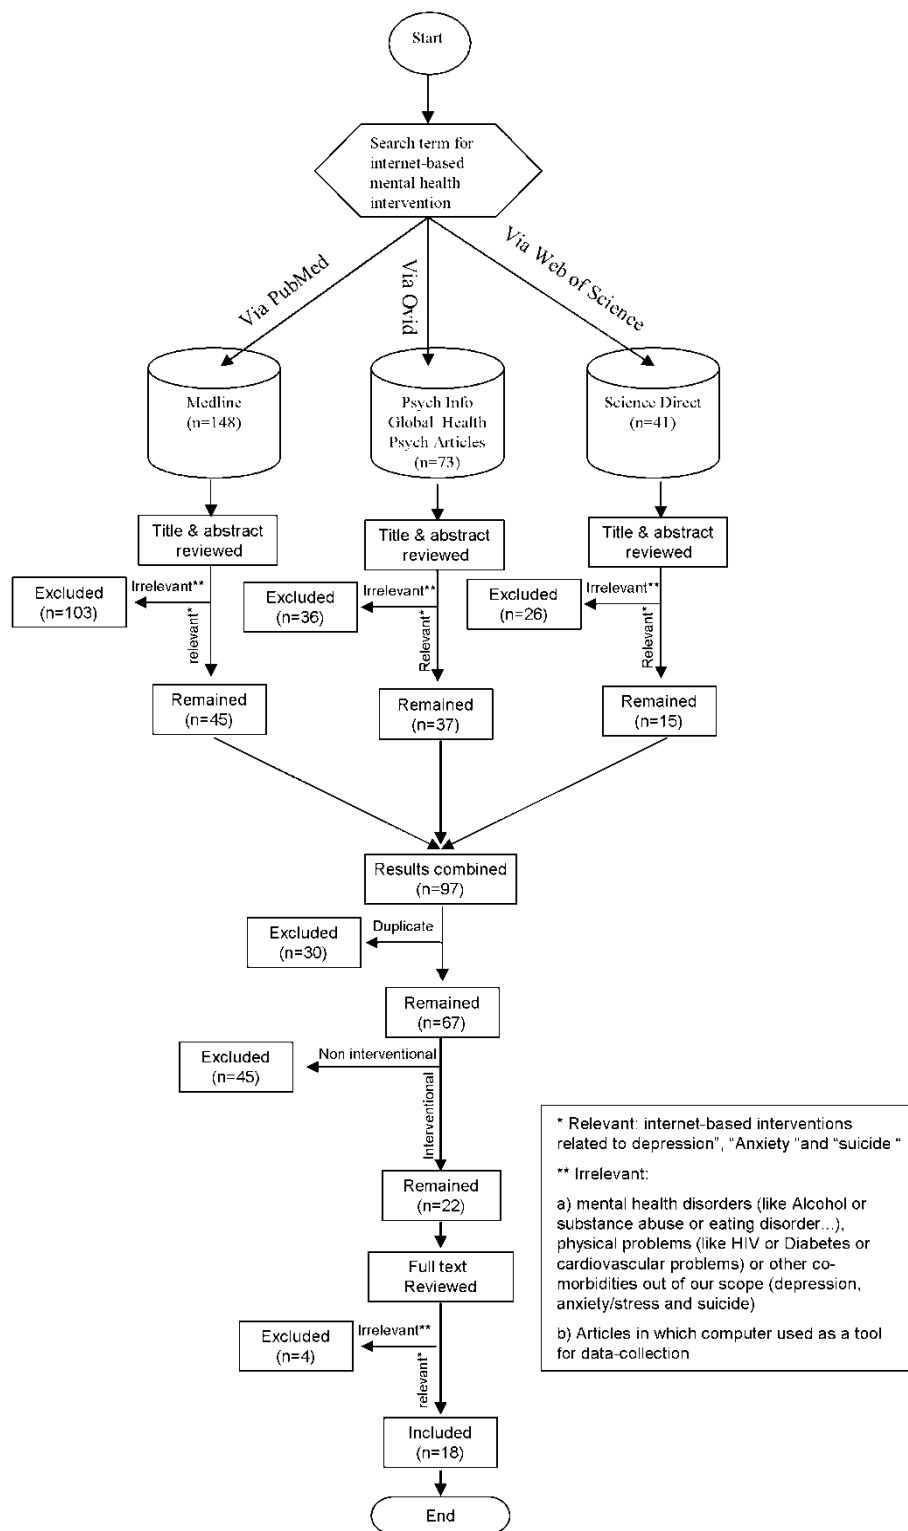 Start
Search term for
internet-based
mental health
intervention
Via PubMed
Via Ovid
Via Web of Science
Medline
(n=148)
Psych Info
Global Health
Psych Articles
(n=73)
Science Direct
(n=41)
Title & abstract
reviewed
Title & abstract
reviewed
Title & abstract
reviewed
Excluded
(n=103)
Irrelevant**
relevant*
Excluded
(n=36)
Irrelevant**
Relevant*
Excluded
(n=26)
Irrelevant**
Relevant*
Remained
(n=45)
Remained
(n=37)
Remained
(n=15)
Results combined
(n=97)
Duplicate
Excluded
(n=30)
Remained
(n=67)
Non interventional
Excluded
(n=45)
Interventional
Remained
(n=22)
Full text
Reviewed
Irrelevant**
Excluded
(n=4)
relevant*
Included
(n=18)
End
* Relevant: internet-based interventions
related to depression”, “Anxiety “and “suicide “
** Irrelevant:
a) mental health disorders (like Alcohol or
substance abuse or eating disorder...),
physical problems (like HIV or Diabetes or
cardiovascular problems) or other co-
morbidities out of our scope (depression,
anxiety/stress and suicide)
b) Articles in which computer used as a tool
for data-collection